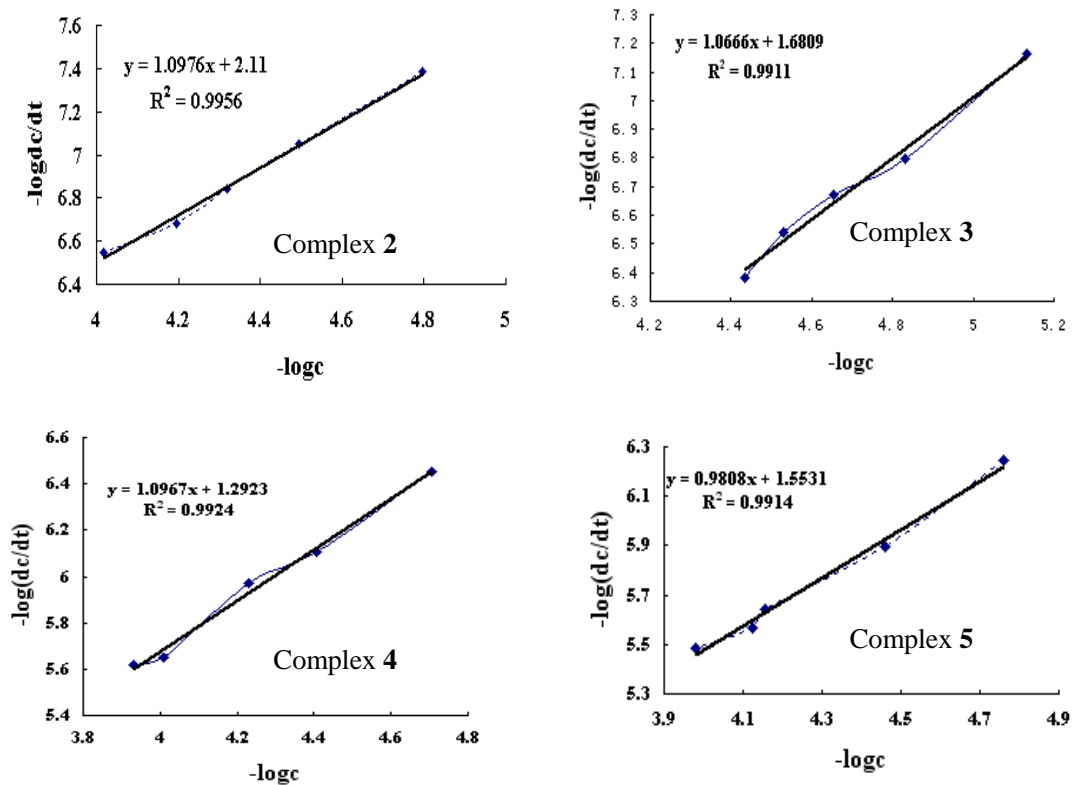 7.6
7.4
7.2
7
6.8
6.6
6.4
4 4.2 4.4 4.6 4.8 5
-logdc/dt
-logc
y = 1.0976x + 2.11
R² = 0.9956
Complex 2
7.3
7.2
7.1
7
6.9
6.8
6.7
6.6
6.5
6.4
6.3
4.2 4.4 4.6 4.8 5 5.2
-log(dc/dt)
-logc
y = 1.0666x + 1.6809
R² = 0.9911
Complex 3
6.6
6.4
6.2
6
5.8
5.6
5.4
3.8 4 4.2 4.4 4.6 4.8
-log(dc/dt)
-logc
y = 1.0967x + 1.2923
R² = 0.9924
Complex 4
6.3
6.1
5.9
5.7
5.5
5.3
3.9 4.1 4.3 4.5 4.7 4.9
-log(dc/dt)
-logc
y = 0.9808x + 1.5531
R² = 0.9914
Complex 5